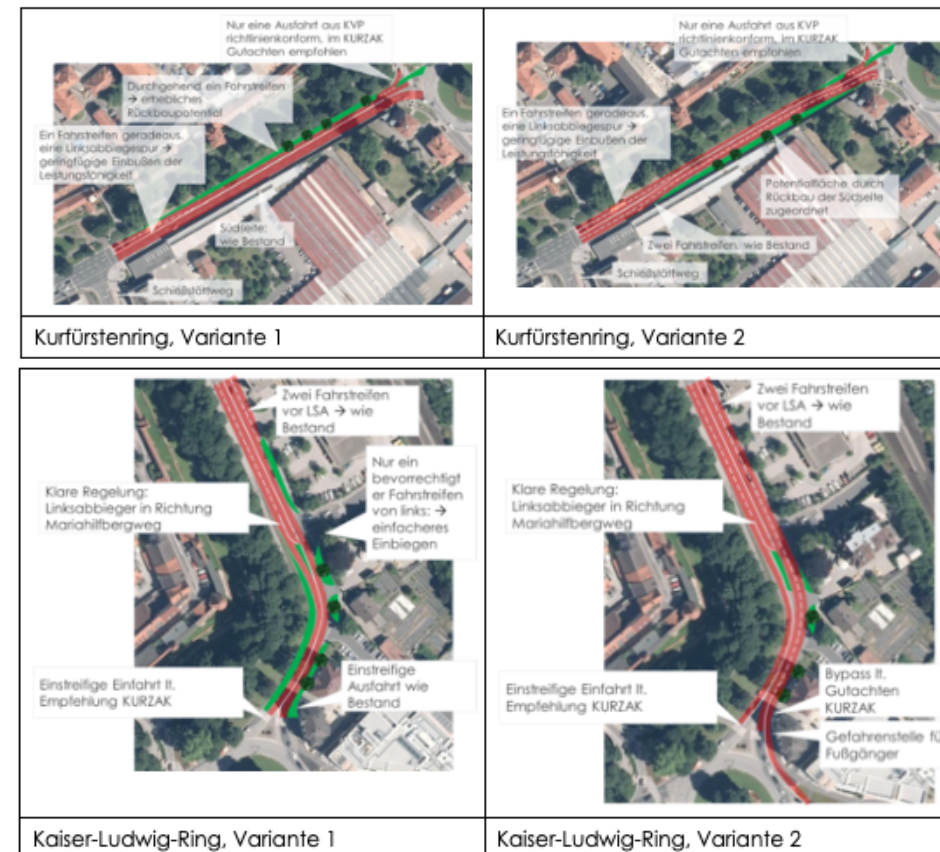 Nur eine Ausfahrt aus KVP
richtlinienkonform, im KURZAK
Gutachten empfohlen
Durchgehend ein Fahrstreifen
→ erhebliches
Rückbaupotential
Ein Fahrstreifen geradeaus,
eine Linksabbiegespur →
geringfügige Einbußen der
Leistungsfähigkeit
Südseite:
wie Bestand
Schießstättweg
Kurfürstenring, Variante 1
Nur eine Ausfahrt aus KVP
richtlinienkonform, im KURZAK
Gutachten empfohlen
Ein Fahrstreifen geradeaus,
eine Linksabbiegespur →
geringfügige Einbußen der
Leistungsfähigkeit
Potentialfläche durch
Rückbau der Südseite
zugeordnet
Zwei Fahrstreifen, wie Bestand
Schießstättweg
Kurfürstenring, Variante 2
Zwei Fahrstreifen
vor LSA → wie
Bestand
Nur ein
bevorrechtigt
er Fahrstreifen
von links: →
einfacheres
Einbiegen
Klare Regelung:
Linksabbieger in Richtung
Mariahilfbergweg
Einstreifige Einfahrt lt.
Empfehlung KURZAK
Einstreifige
Ausfahrt wie
Bestand
Kaiser-Ludwig-Ring, Variante 1
Zwei Fahrstreifen
vor LSA → wie
Bestand
Klare Regelung:
Linksabbieger in Richtung
Mariahilfbergweg
Einstreifige Einfahrt lt.
Empfehlung KURZAK
Bypass lt.
Gutachten
KURZAK
Gefahrenstelle fü
Fußgänger
Kaiser-Ludwig-Ring, Variante 2